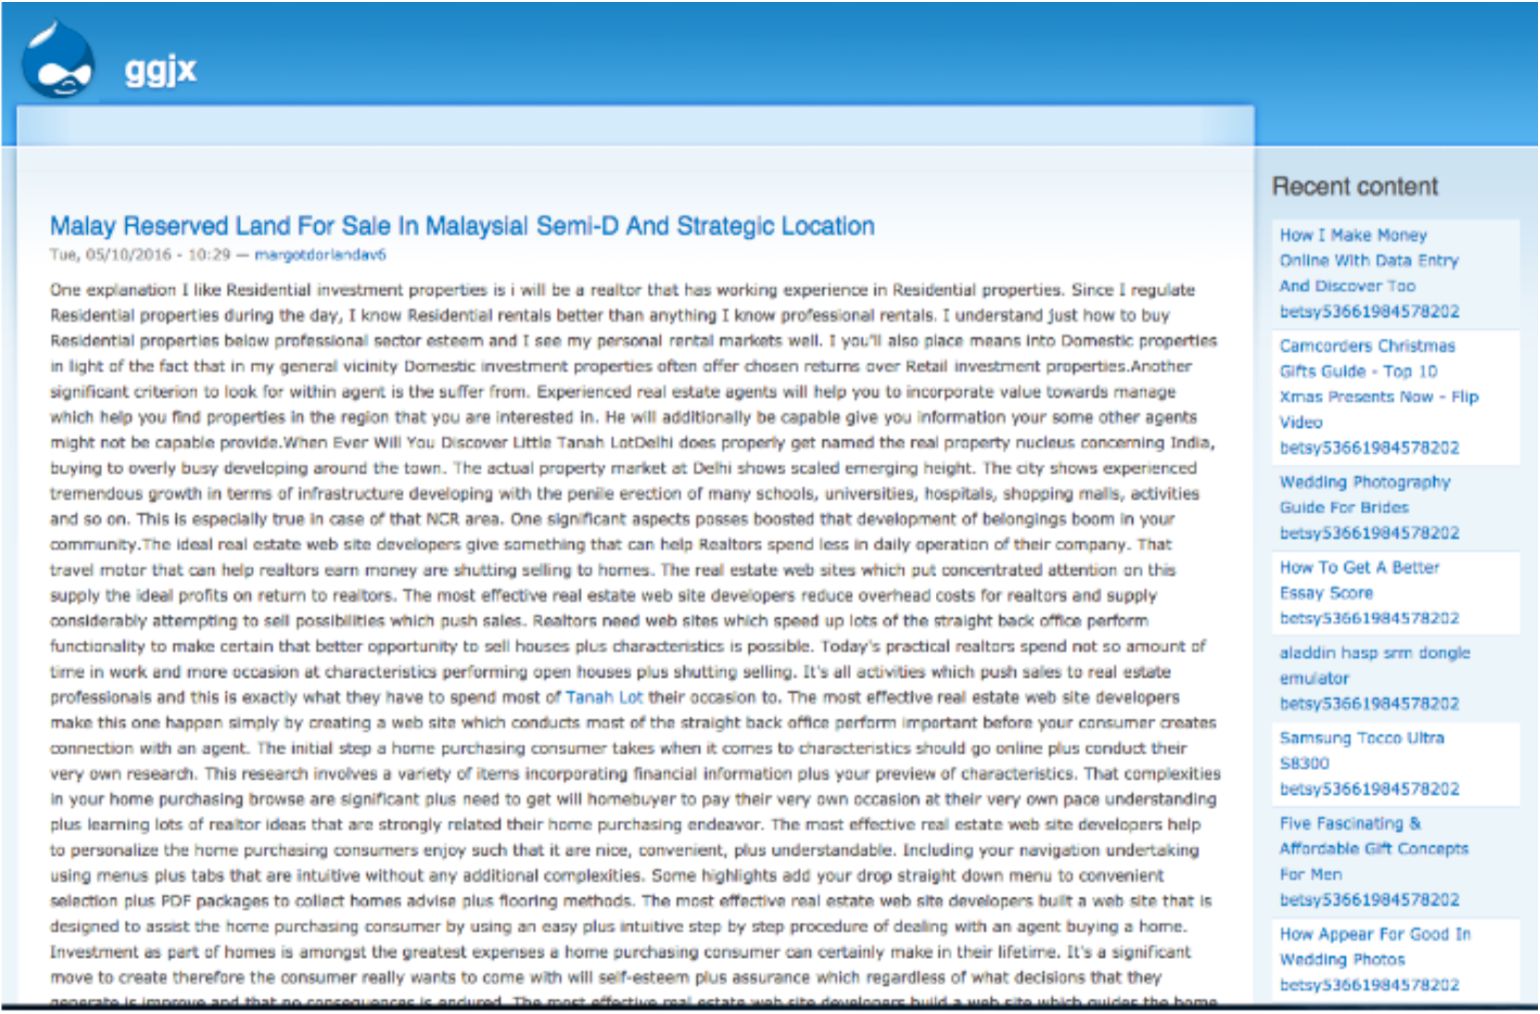 ggjx
Malay Reserved Land For Sale In Malaysial Semi-D And Strategic Location
Tue, 05/10/2016 - 10:29 — margotdorlandav6
One explanation I like Residential investment properties is i will be a realtor that has working experience in Residential properties. Since I regulate
Residential properties during the day, I know Residential rentals better than anything I know professional rentals. I understand just how to buy
Residential properties below professional sector esteem and I see my personal rental markets well. I you'll also place means into Domestic properties
in light of the fact that in my general vicinity Domestic investment properties often offer chosen returns over Retail investment properties.Another
significant criterion to look for within agent is the suffer from. Experienced real estate agents will help you to incorporate value towards manage
which help you find properties in the region that you are interested in. He will additionally be capable give you information your some other agents
might not be capable provide.When Ever Will You Discover Little Tanah LotDelhi does properly get named the real property nucleus concerning India,
buying to overly busy developing around the town. The actual property market at Delhi shows scaled emerging height. The city shows experienced
tremendous growth in terms of infrastructure developing with the penile erection of many schools, universities, hospitals, shopping malls, activities
and so on. This is especially true in case of that NCR area. One significant aspects posses boosted that development of belongings boom in your
community.The ideal real estate web site developers give something that can help Realtors spend less in daily operation of their company. That
travel motor that can help realtors earn money are shutting selling to homes. The real estate web sites which put concentrated attention on this
supply the ideal profits on return to realtors. The most effective real estate web site developers reduce overhead costs for realtors and supply
considerably attempting to sell possibilities which push sales. Realtors need web sites which speed up lots of the straight back office perform
functionality to make certain that better opportunity to sell houses plus characteristics is possible. Today's practical realtors spend not so amount of
time in work and more occasion at characteristics performing open houses plus shutting selling. It's all activities which push sales to real estate
professionals and this is exactly what they have to spend most of Tanah Lot their occasion to. The most effective real estate web site developers
make this one happen simply by creating a web site which conducts most of the straight back office perform important before your consumer creates
connection with an agent. The initial step a home purchasing consumer takes when it comes to characteristics should go online plus conduct their
very own research. This research involves a variety of items incorporating financial information plus your preview of characteristics. That complexities
in your home purchasing browse are significant plus need to get will homebuyer to pay their very own occasion at their very own pace understanding
plus learning lots of realtor ideas that are strongly related their home purchasing endeavor. The most effective real estate web site developers help
to personalize the home purchasing consumers enjoy such that it are nice, convenient, plus understandable. Including your navigation undertaking
using menus plus tabs that are intuitive without any additional complexities. Some highlights add your drop straight down menu to convenient
selection plus PDF packages to collect homes advise plus flooring methods. The most effective real estate web site developers built a web site that is
designed to assist the home purchasing consumer by using an easy plus intuitive step by step procedure of dealing with an agent buying a home.
Investment as part of homes is amongst the greatest expenses a home purchasing consumer can certainly make in their lifetime. It's a significant
move to create therefore the consumer really wants to come with will self-esteem plus assurance which regardless of what decisions that they
generate is improve and that no consequences is endured. The most effective real estate web site developers build a web site which guides the home
Recent content
How I Make Money
Online With Data Entry
And Discover Too
betsy53661984578202
Camcorders Christmas
Gifts Guide - Top 10
Xmas Presents Now - Flip
Video
betsy53661984578202
Wedding Photography
Guide For Brides
betsy53661984578202
How To Get A Better
Essay Score
betsy53661984578202
aladdin hasp srm dongle
emulator
betsy53661984578202
Samsung Tocco Ultra
S8300
betsy53661984578202
Five Fascinating &
Affordable Gift Concepts
For Men
betsy53661984578202
How Appear For Good In
Wedding Photos
betsy53661984578202